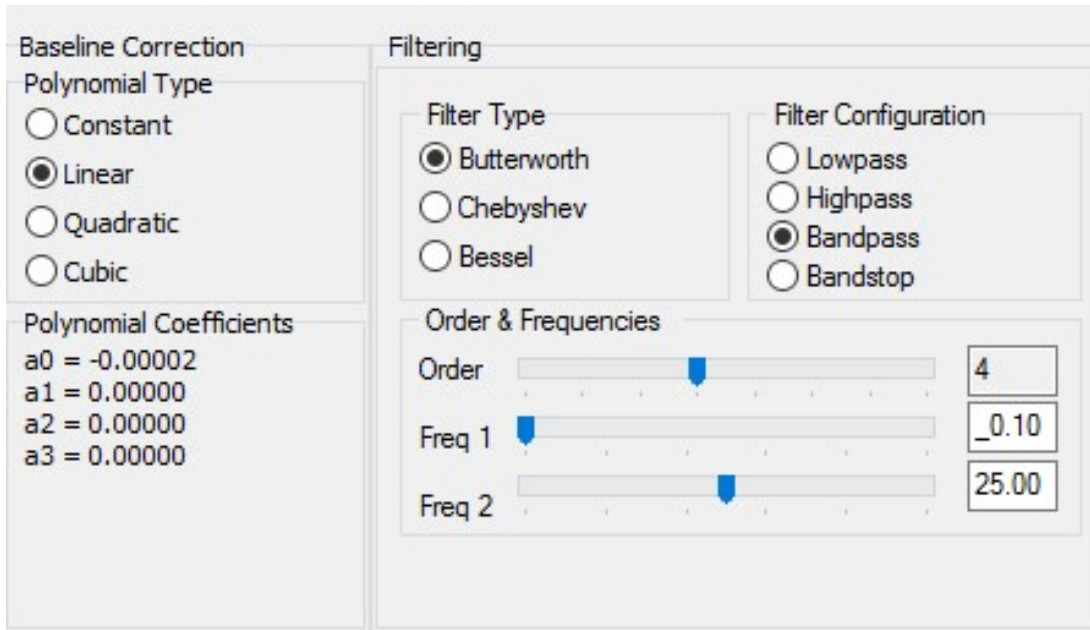 Baseline Correction
Polynomial Type
Constant
Linear
Quadratic
Cubic
Polynomial Coefficients
a0 = -0.00002
a1 = 0.00000
a2 = 0.00000
a3 = 0.00000
Filtering
Filter Type
Butterworth
Chebyshev
Bessel
Filter Configuration
Lowpass
Highpass
Bandpass
Bandstop
Order & Frequencies
Order 4
Freq 1 _0.10
Freq 2 25.00